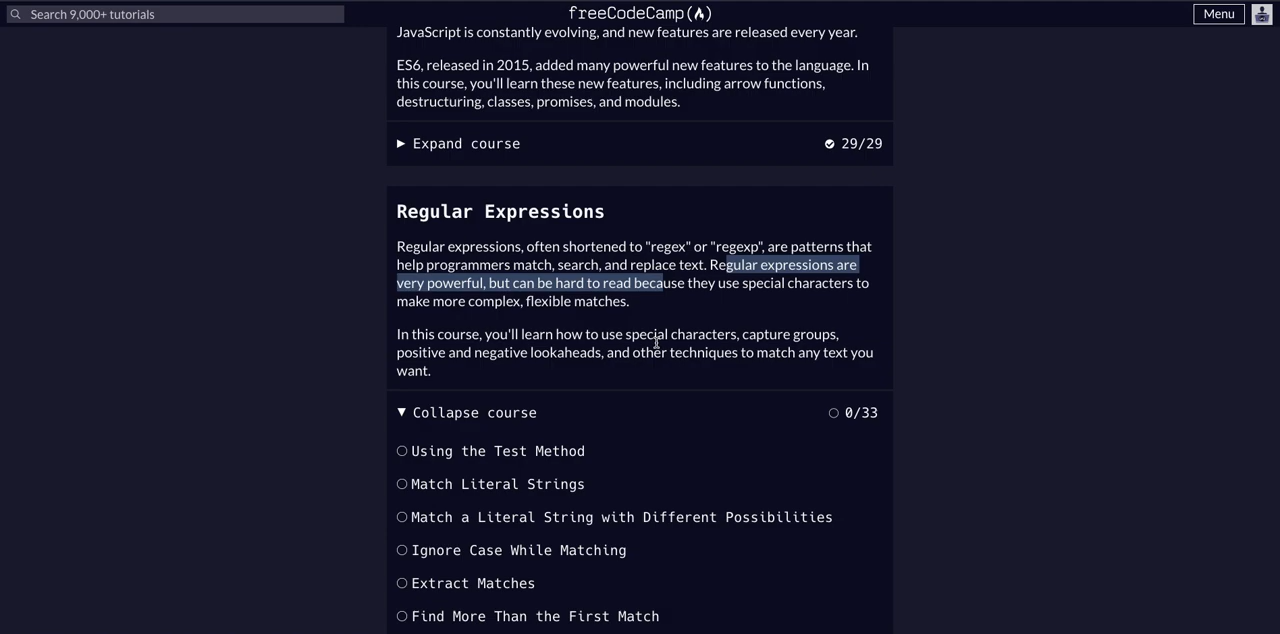 Search 9,000+ tutorials
freeCodeCamp
Menu
JavaScript is constantly evolving, and new features are released every year.
ES6, released in 2015, added many powerful new features to the language. In
this course, you'll learn these new features, including arrow functions,
destructuring, classes, promises, and modules.
Expand course
29/29
Regular Expressions
Regular expressions, often shortened to "regex" or "regexp", are patterns that
help programmers match, search, and replace text. Regular expressions are
very powerful, but can be hard to read because they use special characters to
make more complex, flexible matches.
In this course, you'll learn how to use special characters, capture groups,
positive and negative lookaheads, and other techniques to match any text you
want.
Collapse course
0/33
Using the Test Method
Match Literal Strings
Match a Literal String with Different Possibilities
Ignore Case While Matching
Extract Matches
Find More Than the First Match